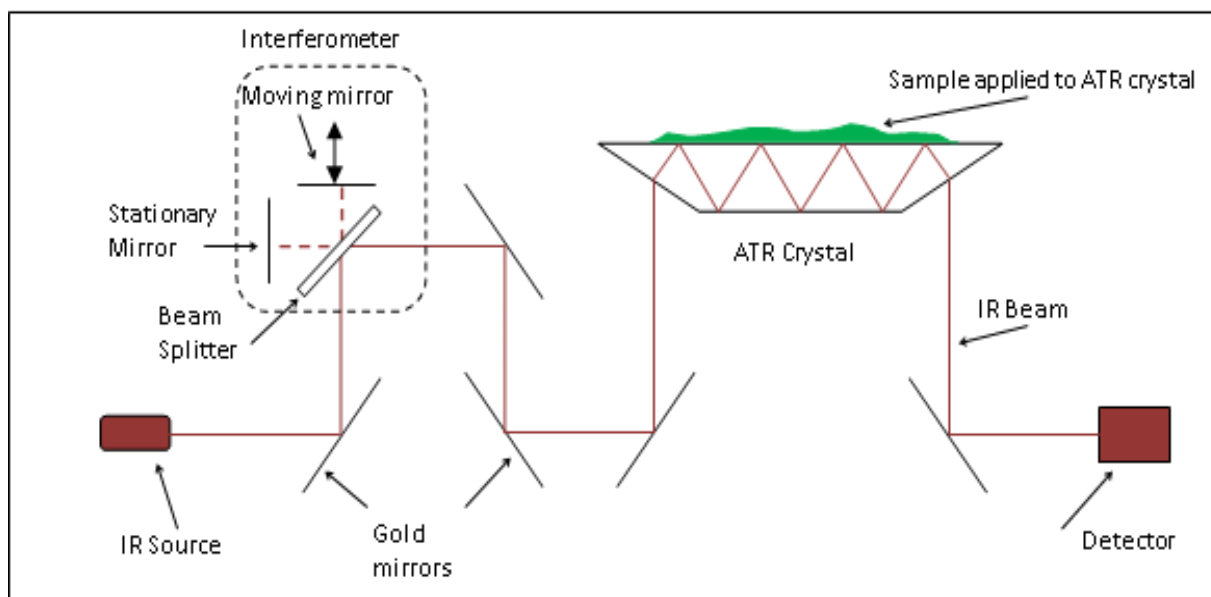 Interferometer
Moving mirror
Sample applied to ATR crystal
Stationary
Mirror
ATR Crystal
Beam
Splitter
IR Beam
IR Source
Gold
mirrors
Detector